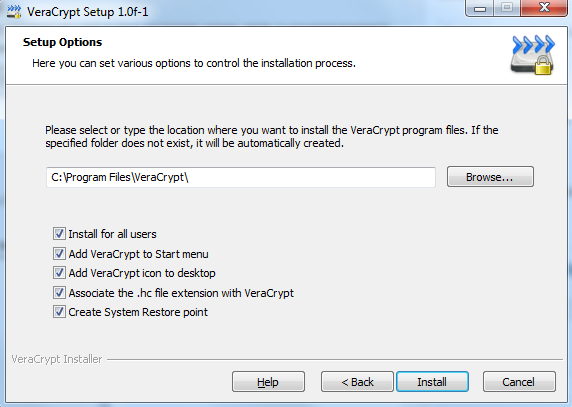 VeraCrypt Setup 1.0f-1
Setup Options
Here you can set various options to control the installation process.
Please select or type the location where you want to install the VeraCrypt program files. If the
specified folder does not exist, it will be automatically created.
C:\Program Files\VeraCrypt\
Browse...
Install for all users
Add VeraCrypt to Start menu
Add VeraCrypt icon to desktop
Associate the .hc file extension with VeraCrypt
Create System Restore point
VeraCrypt Installer
Help
< Back
Install
Cancel